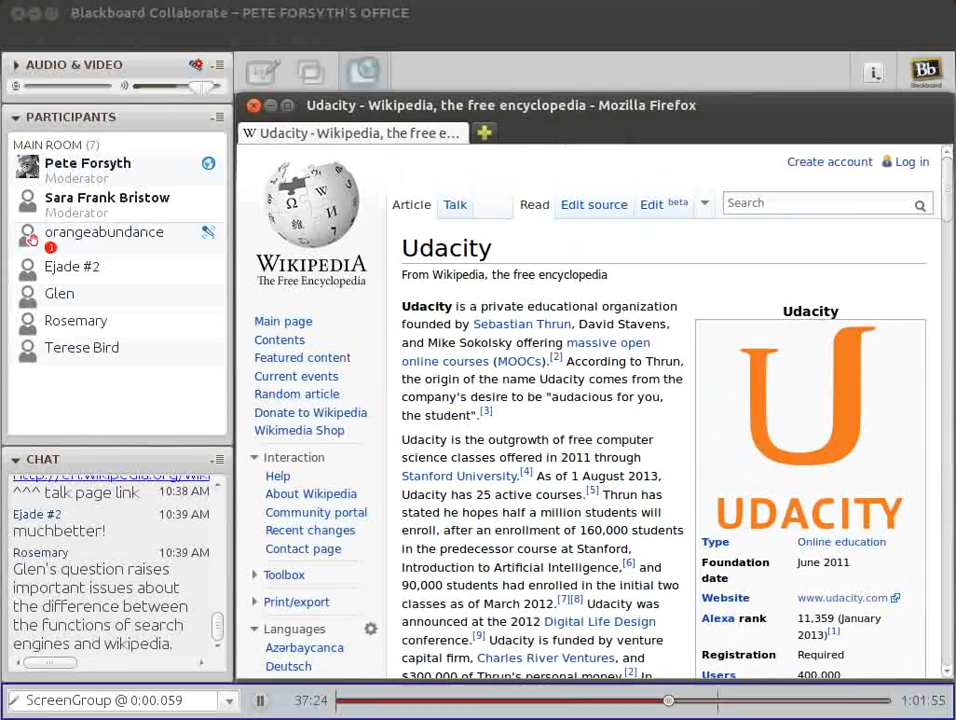 Blackboard Collaborate – PETE FORSYTH'S OFFICE
AUDIO & VIDEO
PARTICIPANTS
MAIN ROOM (7)
Pete Forsyth
Moderator
Sara Frank Bristow
Moderator
orangeabundance
1
Ejade #2
Glen
Rosemary
Terese Bird
CHAT
^^^ talk page link 10:38 AM
Ejade #2 10:39 AM
muchbetter!
Rosemary 10:39 AM
Glen's question raises
important issues about
the difference between
the functions of search
engines and wikipedia.
i
Bb
Blackboard
Udacity - Wikipedia, the free encyclopedia - Mozilla Firefox
W Udacity - Wikipedia, the free e...
Create account Log in
Article Talk Read Edit source Edit beta Search
WIKIPEDIA
The Free Encyclopedia
Main page
Contents
Featured content
Current events
Random article
Donate to Wikipedia
Wikimedia Shop
Interaction
Help
About Wikipedia
Community portal
Recent changes
Contact page
Toolbox
Print/export
Languages
Azərbaycanca
Deutsch
Udacity
From Wikipedia, the free encyclopedia
Udacity is a private educational organization
founded by Sebastian Thrun, David Stavens,
and Mike Sokolsky offering massive open
online courses (MOOCs).[2] According to Thrun,
the origin of the name Udacity comes from the
company's desire to be "audacious for you,
the student".[3]
Udacity is the outgrowth of free computer
science classes offered in 2011 through
Stanford University.[4] As of 1 August 2013,
Udacity has 25 active courses.[5] Thrun has
stated he hopes half a million students will
enroll, after an enrollment of 160,000 students
in the predecessor course at Stanford,
Introduction to Artificial Intelligence,[6] and
90,000 students had enrolled in the initial two
classes as of March 2012.[7][8] Udacity was
announced at the 2012 Digital Life Design
conference.[9] Udacity is funded by venture
capital firm, Charles River Ventures, and
$300,000 of Thrun's personal money.[2] In
Udacity
U
UDACITY
Type Online education
Foundation date June 2011
Website www.udacity.com
Alexa rank 11,359 (January 2013)[1]
Registration Required
Users 400,000
ScreenGroup @ 0:00.059
37:24
1:01:55